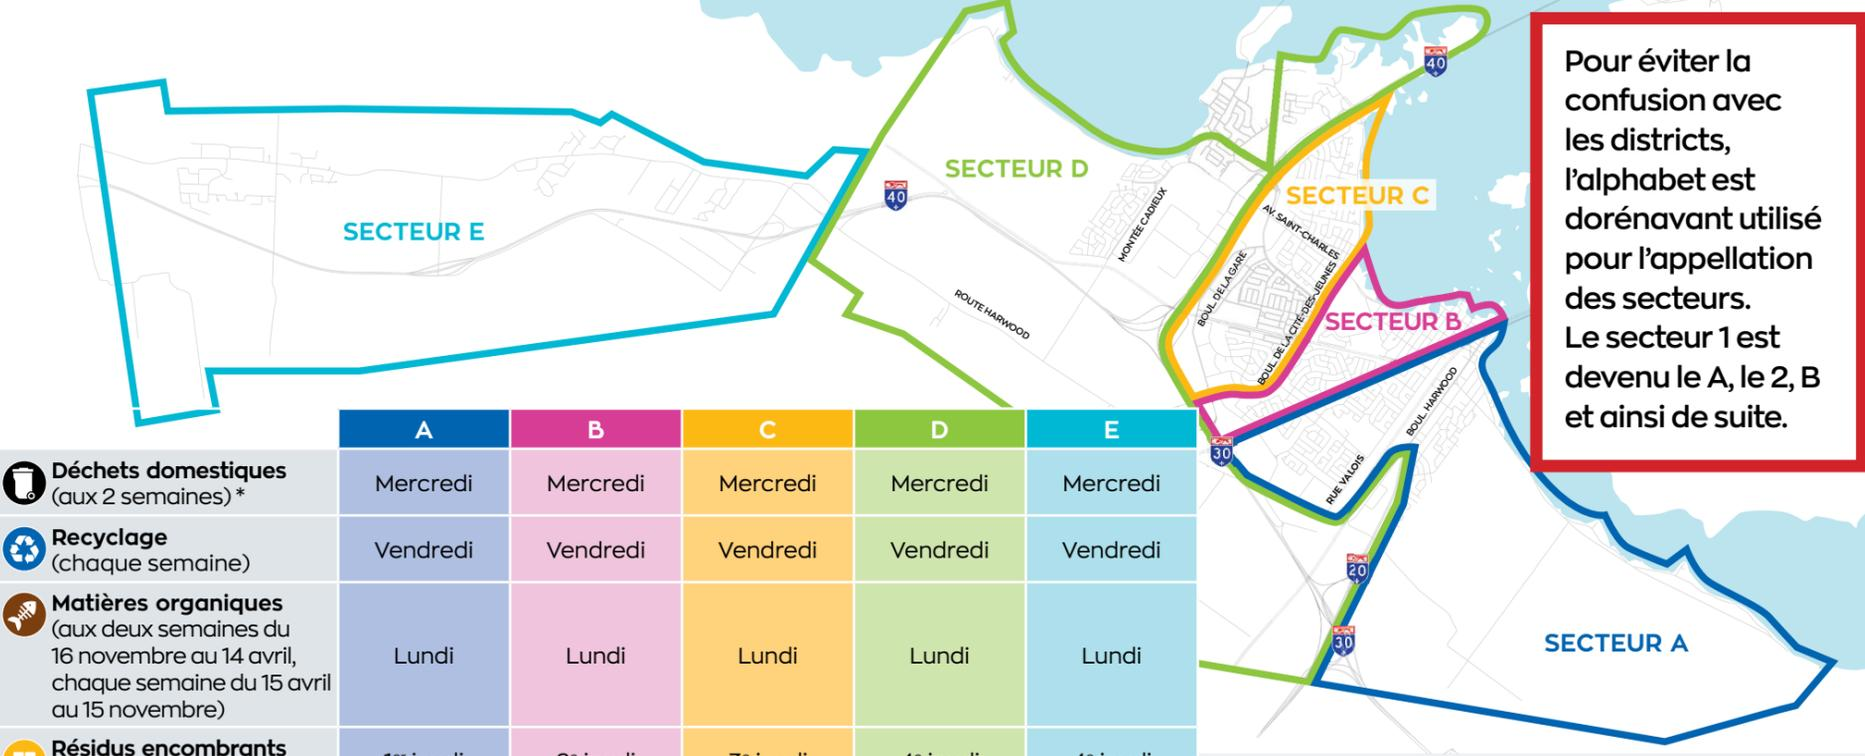 Pour éviter la
confusion avec
les districts,
l'alphabet est
dorénavant utilisé
pour l'appellation
des secteurs.
Le secteur 1 est
devenu le A, le 2, B
et ainsi de suite.
40
SECTEUR D
SECTEUR C
40
MONTÉE CADIEUX
AV. SAINT-CHARLES
SECTEUR E
BOUL. DE LA GARE
BOUL. DE LA CITÉ-DES-JEUNES
ROUTE HARWOOD
SECTEUR B
BOUL. HARWOOD
30
RUE VALOIS
20
30
SECTEUR A
A B C D E
Déchets domestiques
(aux 2 semaines) *
Mercredi Mercredi Mercredi Mercredi Mercredi
Recyclage
(chaque semaine)
Vendredi Vendredi Vendredi Vendredi Vendredi
Matières organiques
(aux deux semaines du
16 novembre au 14 avril,
chaque semaine du 15 avril
au 15 novembre)
Lundi Lundi Lundi Lundi Lundi
Résidus encombrants